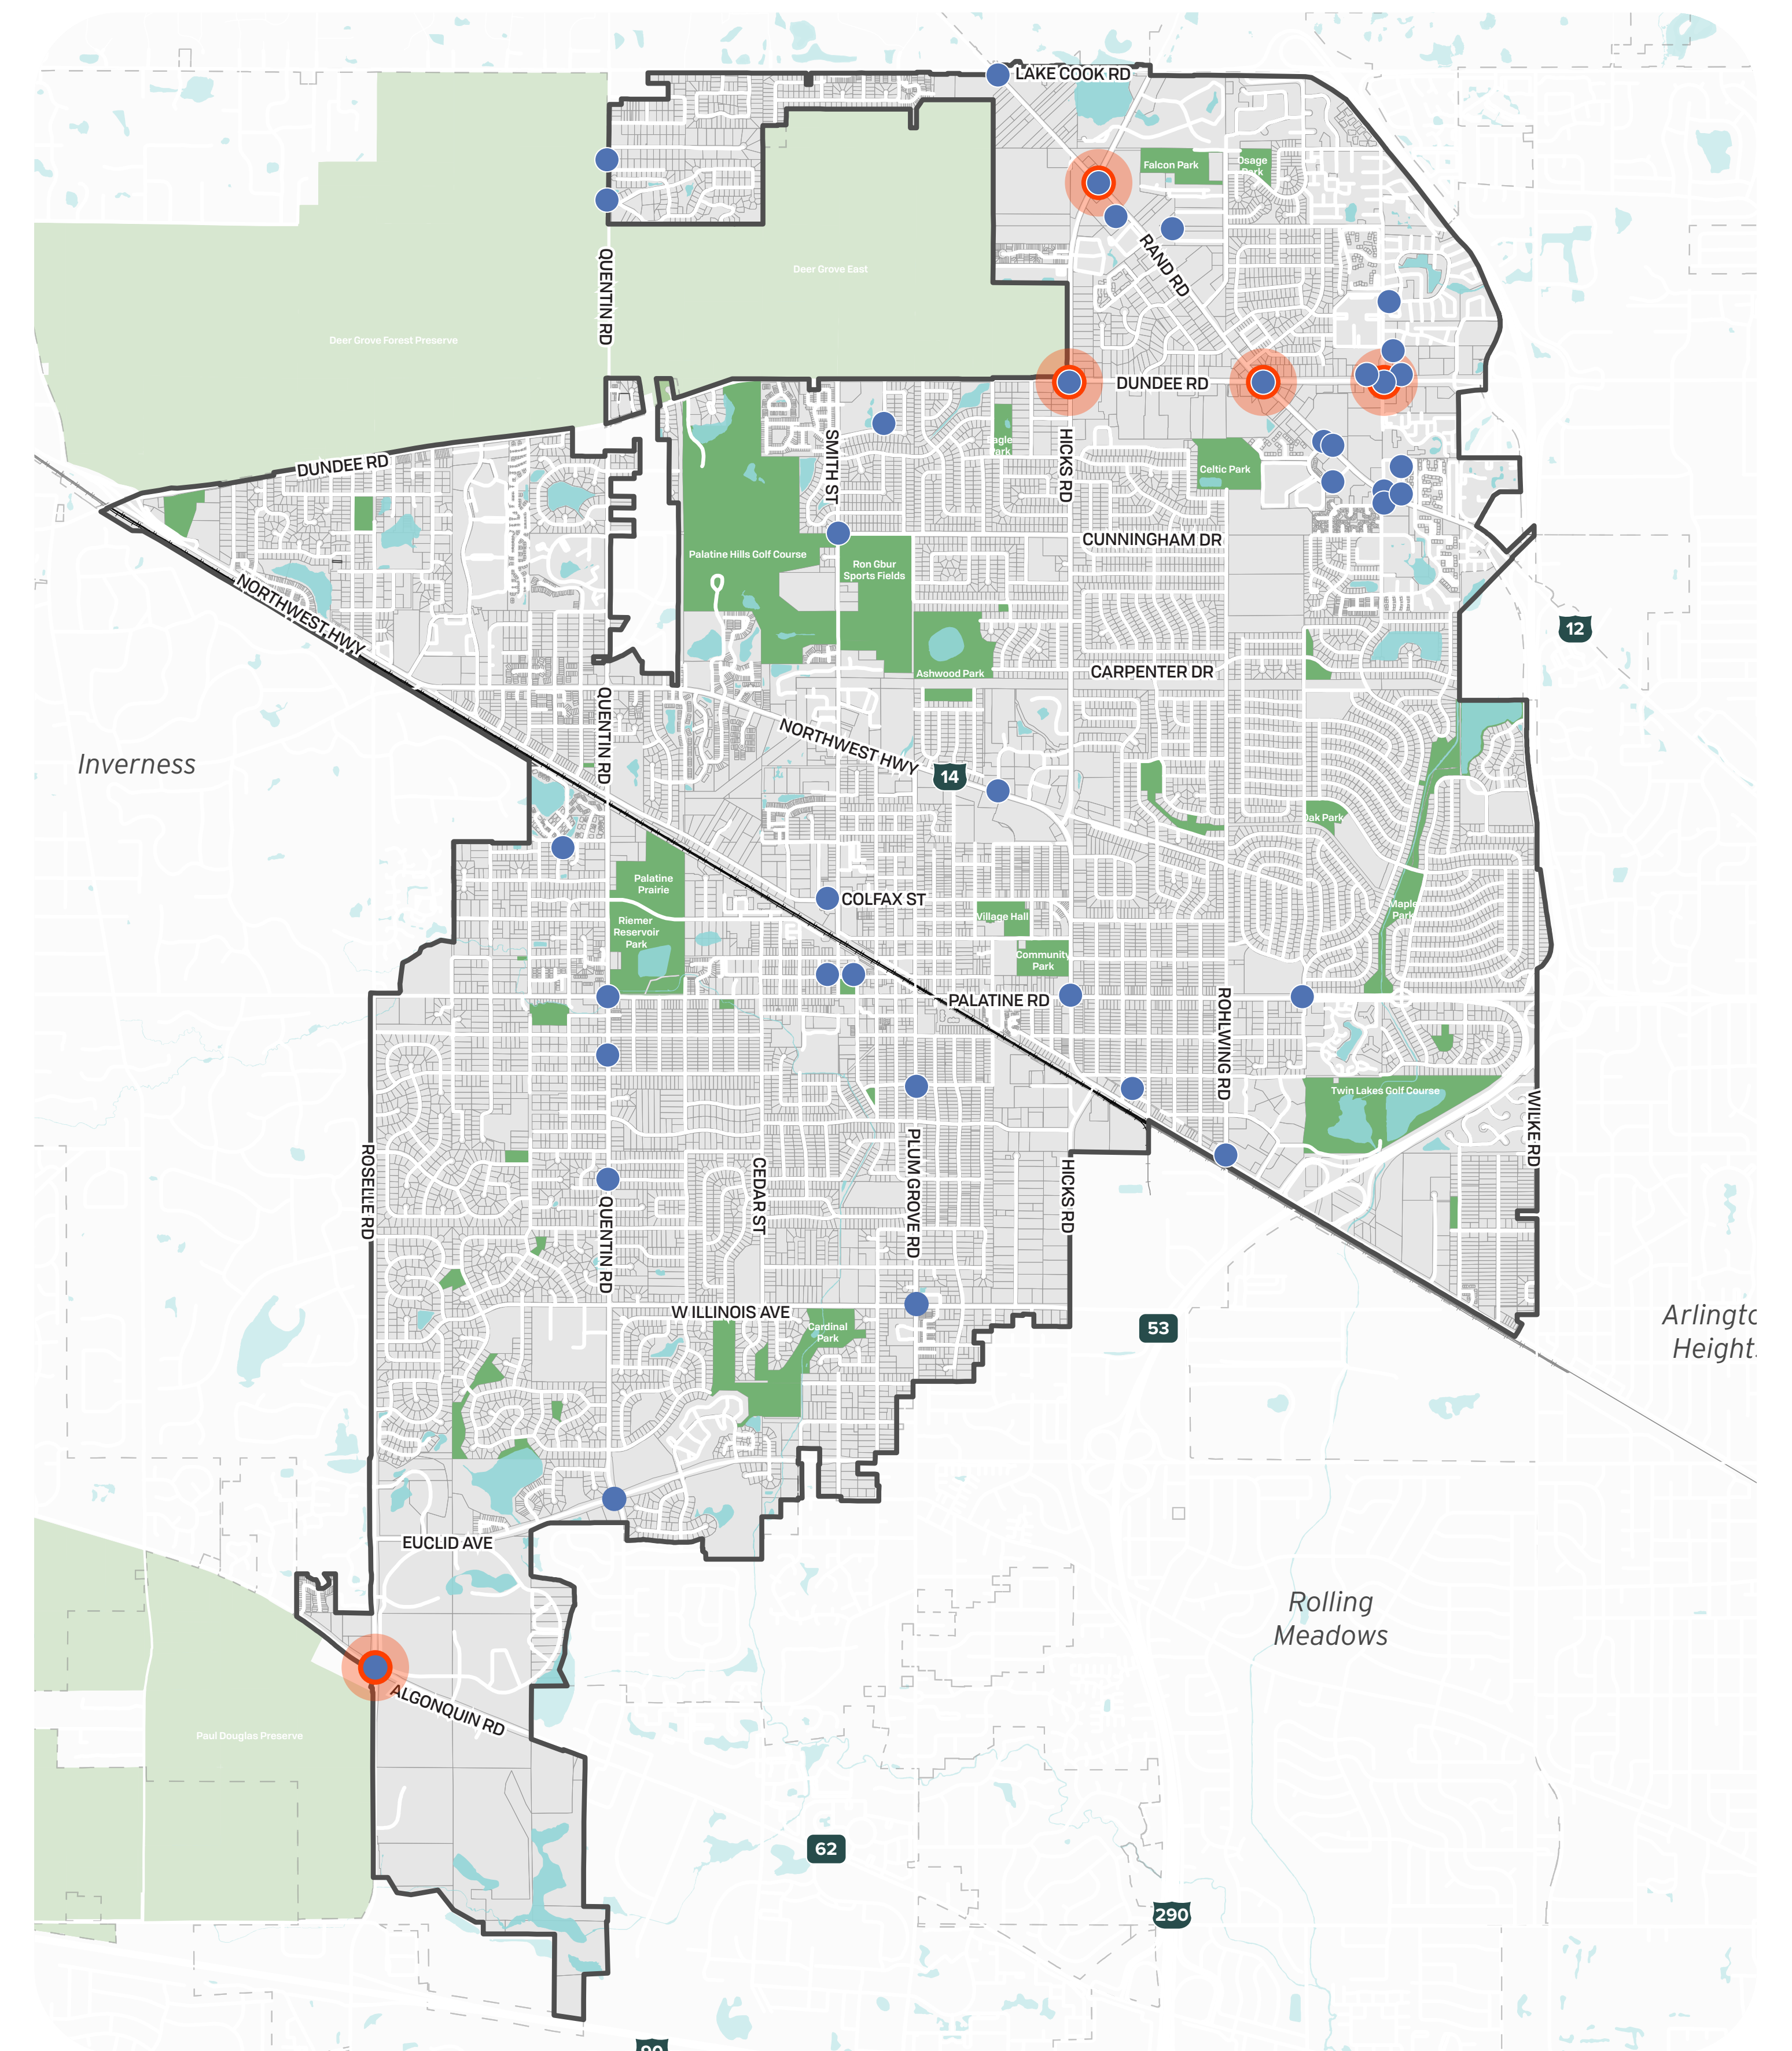 LAKE COOK RD
Falcon Park
Osage
Park
QUENTIN RD
RAND RD
Deer Grove East
Deer Grove Forest Preserve
DUNDEE RD
SMITH ST
HICKS RD
DUNDEE RD
Celtic Park
CUNNINGHAM DR
Palatine Hills Golf Course
Ron Gbur
Sports Fields
NORTHWEST HWY
12
Ashwood Park
CARPENTER DR
QUENTIN RD
NORTHWEST HWY
14
Inverness
Oak Park
Palatine
Prairie
COLFAX ST
Maple
Park
Village Hall
Riemer
Reservoir
Park
Community
Park
PALATINE RD
ROHLWING RD
Twin Lakes Golf Course
WILKE RD
ROSELLE RD
CEDAR ST
PLUM GROVE RD
HICKS RD
QUENTIN RD
W ILLINOIS AVE
Cardinal
Park
53
Arlingto
Height
EUCLID AVE
Rolling
Meadows
ALGONQUIN RD
Paul Douglas Preserve
62
290